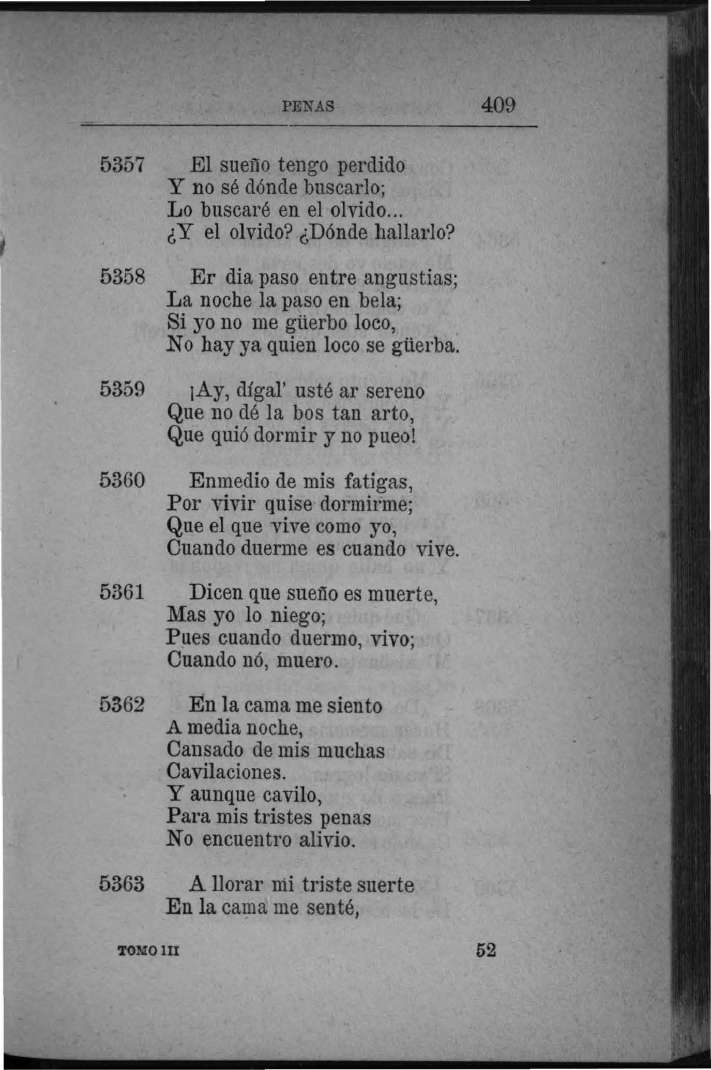 PENAS 409
5357 El sueño tengo perdido
Y no sé dónde buscarlo;
Lo buscaré en el olvido...
¿Y el olvido? ¿Dónde hallarlo?
5358 Er dia paso entre angustias;
La noche la paso en bela;
Si yo no me güerbo loco,
No hay ya quien loco se güerba.
5359 ¡Ay, dígal' usté ar sereno
Que no dé la bos tan arto,
Que quió dormir y no pueo!
5360 Enmedio de mis fatigas,
Por vivir quise dormirme;
Que el que vive como yo,
Cuando duerme es cuando vive.
5361 Dicen que sueño es muerte,
Mas yo lo niego;
Pues cuando duermo, vivo;
Cuando nó, muero.
5362 En la cama me siento
A media noche,
Cansado de mis muchas
Cavilaciones.
Y aunque cavilo,
Para mis tristes penas
No encuentro alivio.
5363 A llorar mi triste suerte
En la cama me senté,
TOMO III 52